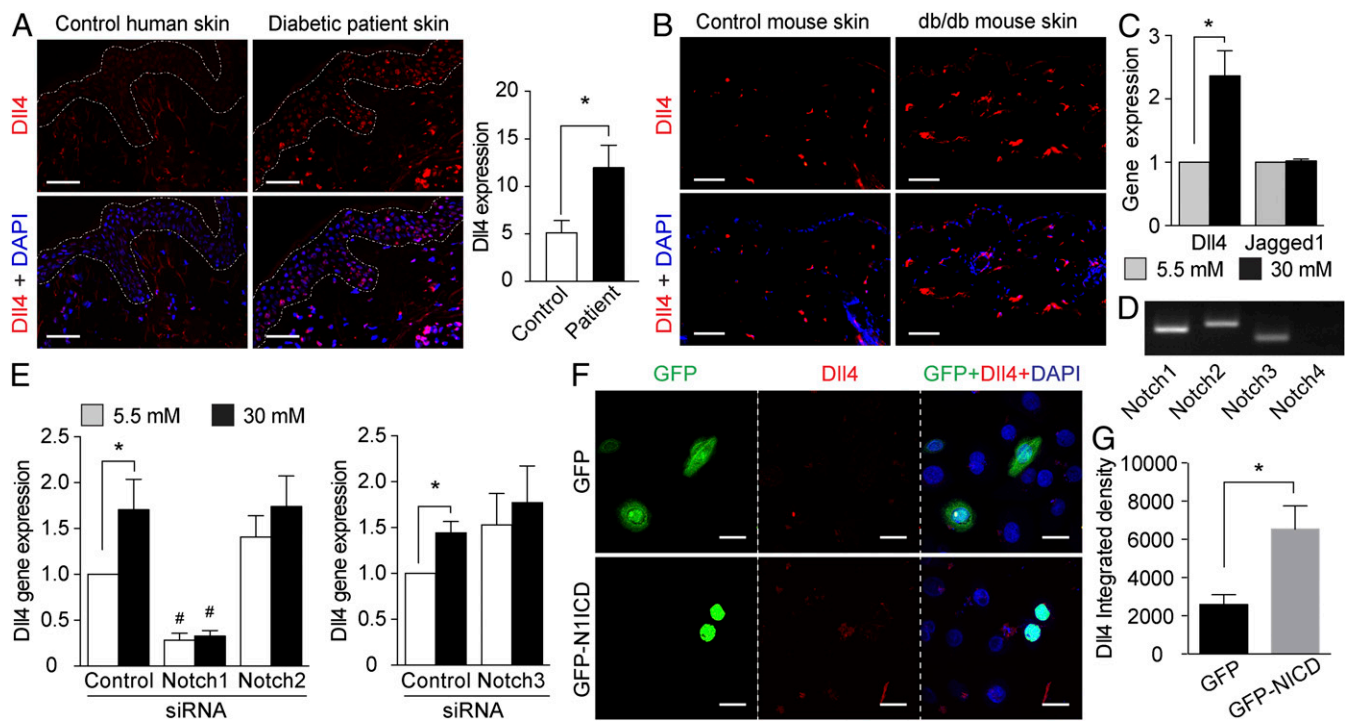 A
Control human skin
Diabetic patient skin
Dll4
Dll4 + DAPI
Dll4 expression
20
15
10
5
0
*
Control
Patient
B
Control mouse skin
db/db mouse skin
Dll4
Dll4 + DAPI
C
Gene expression
3
2
1
0
*
Dll4
Jagged1
5.5 mM
30 mM
D
Notch1
Notch2
Notch3
Notch4
E
5.5 mM
30 mM
Dll4 gene expression
2.5
2.0
1.5
1.0
0.5
0
*
#
#
Control
Notch1
Notch2
siRNA
Dll4 gene expression
2.5
2.0
1.5
1.0
0.5
0
*
Control
Notch3
siRNA
F
GFP
Dll4
GFP+Dll4+DAPI
GFP
GFP-N1ICD
G
Dll4 Integrated density
10000
8000
6000
4000
2000
0
*
GFP
GFP-NICD